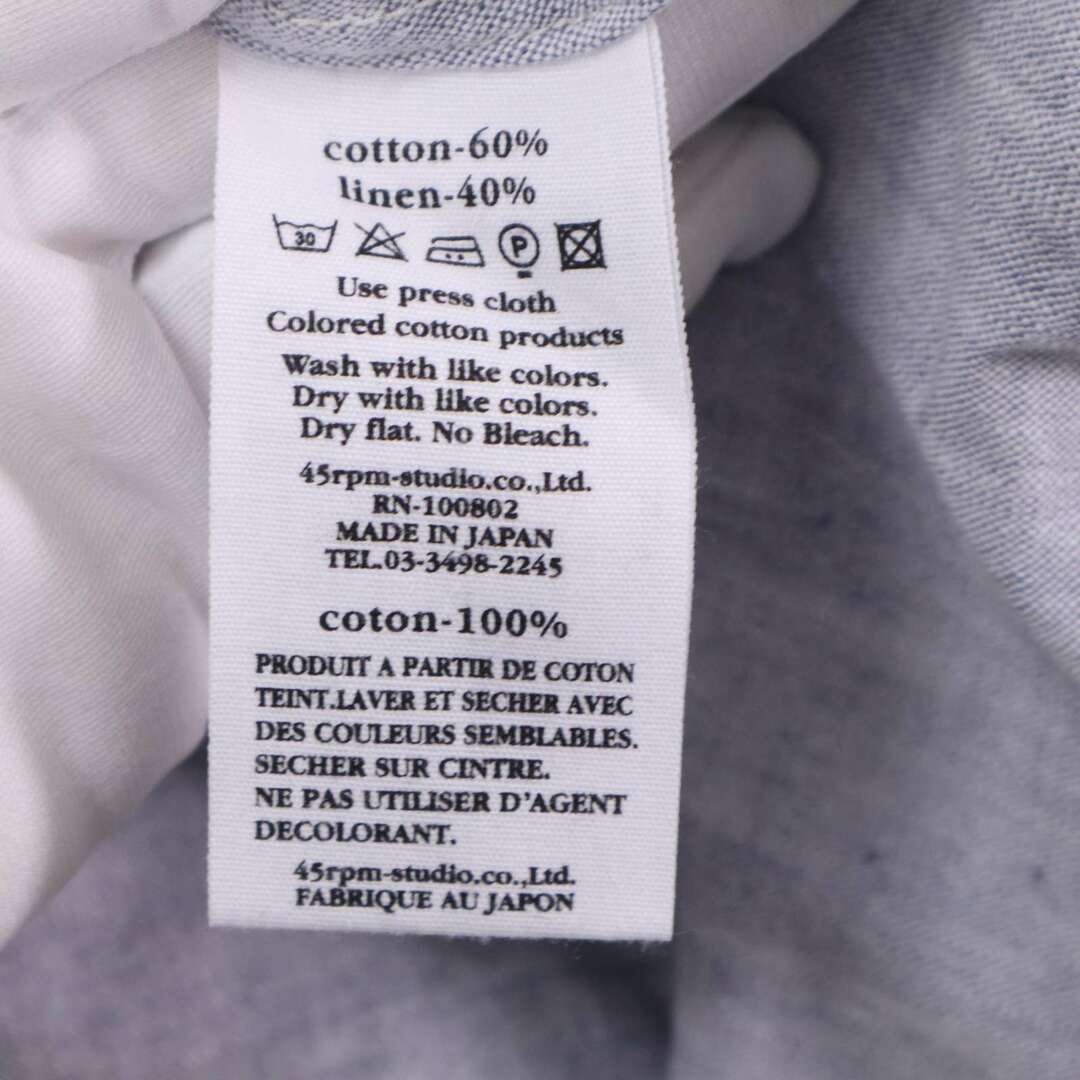 cotton-60%
linen-40%
30 P
Use press cloth
Colored cotton products
Wash with like colors.
Dry with like colors.
Dry flat. No Bleach.
45rpm-studio.co.,Ltd.
RN-100802
MADE IN JAPAN
TEL.03-3498-2245
coton-100%
PRODUIT A PARTIR DE COTON
TEINT.LAVER ET SECHER AVEC
DES COULEURS SEMBLABLES.
SECHER SUR CINTRE.
NE PAS UTILISER D'AGENT
DECOLORANT.
45rpm-studio.co.,Ltd.
FABRIQUE AU JAPON